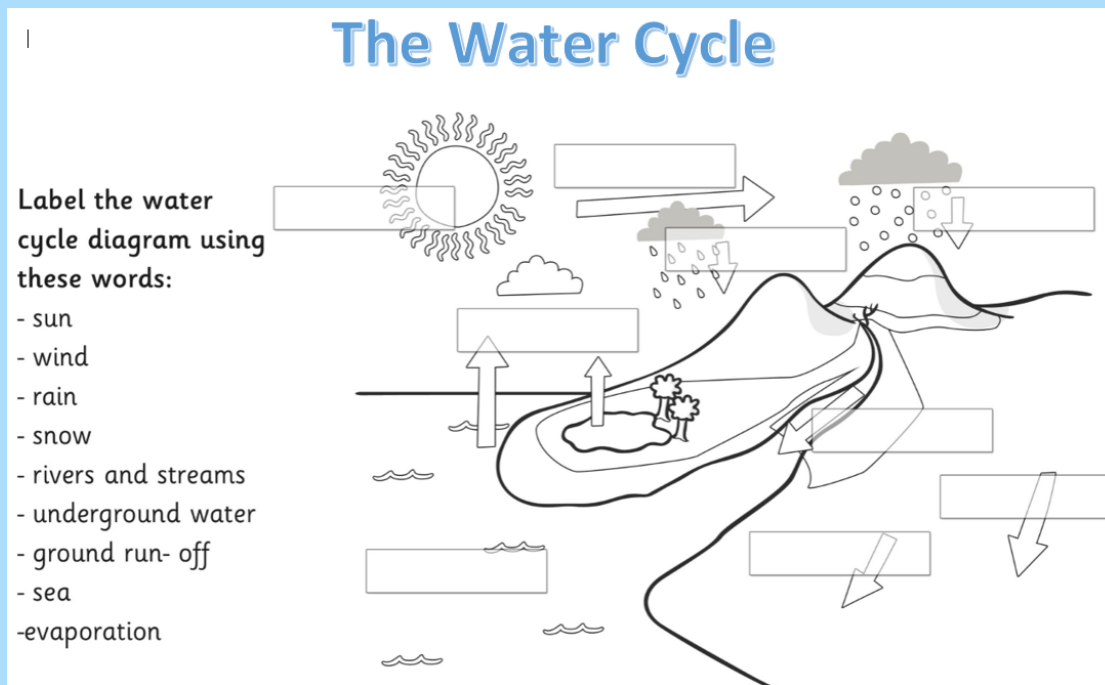 The Water Cycle
Label the water
cycle diagram using
these words:
- sun
- wind
- rain
- snow
- rivers and streams
- underground water
- ground run- off
- sea
-evaporation